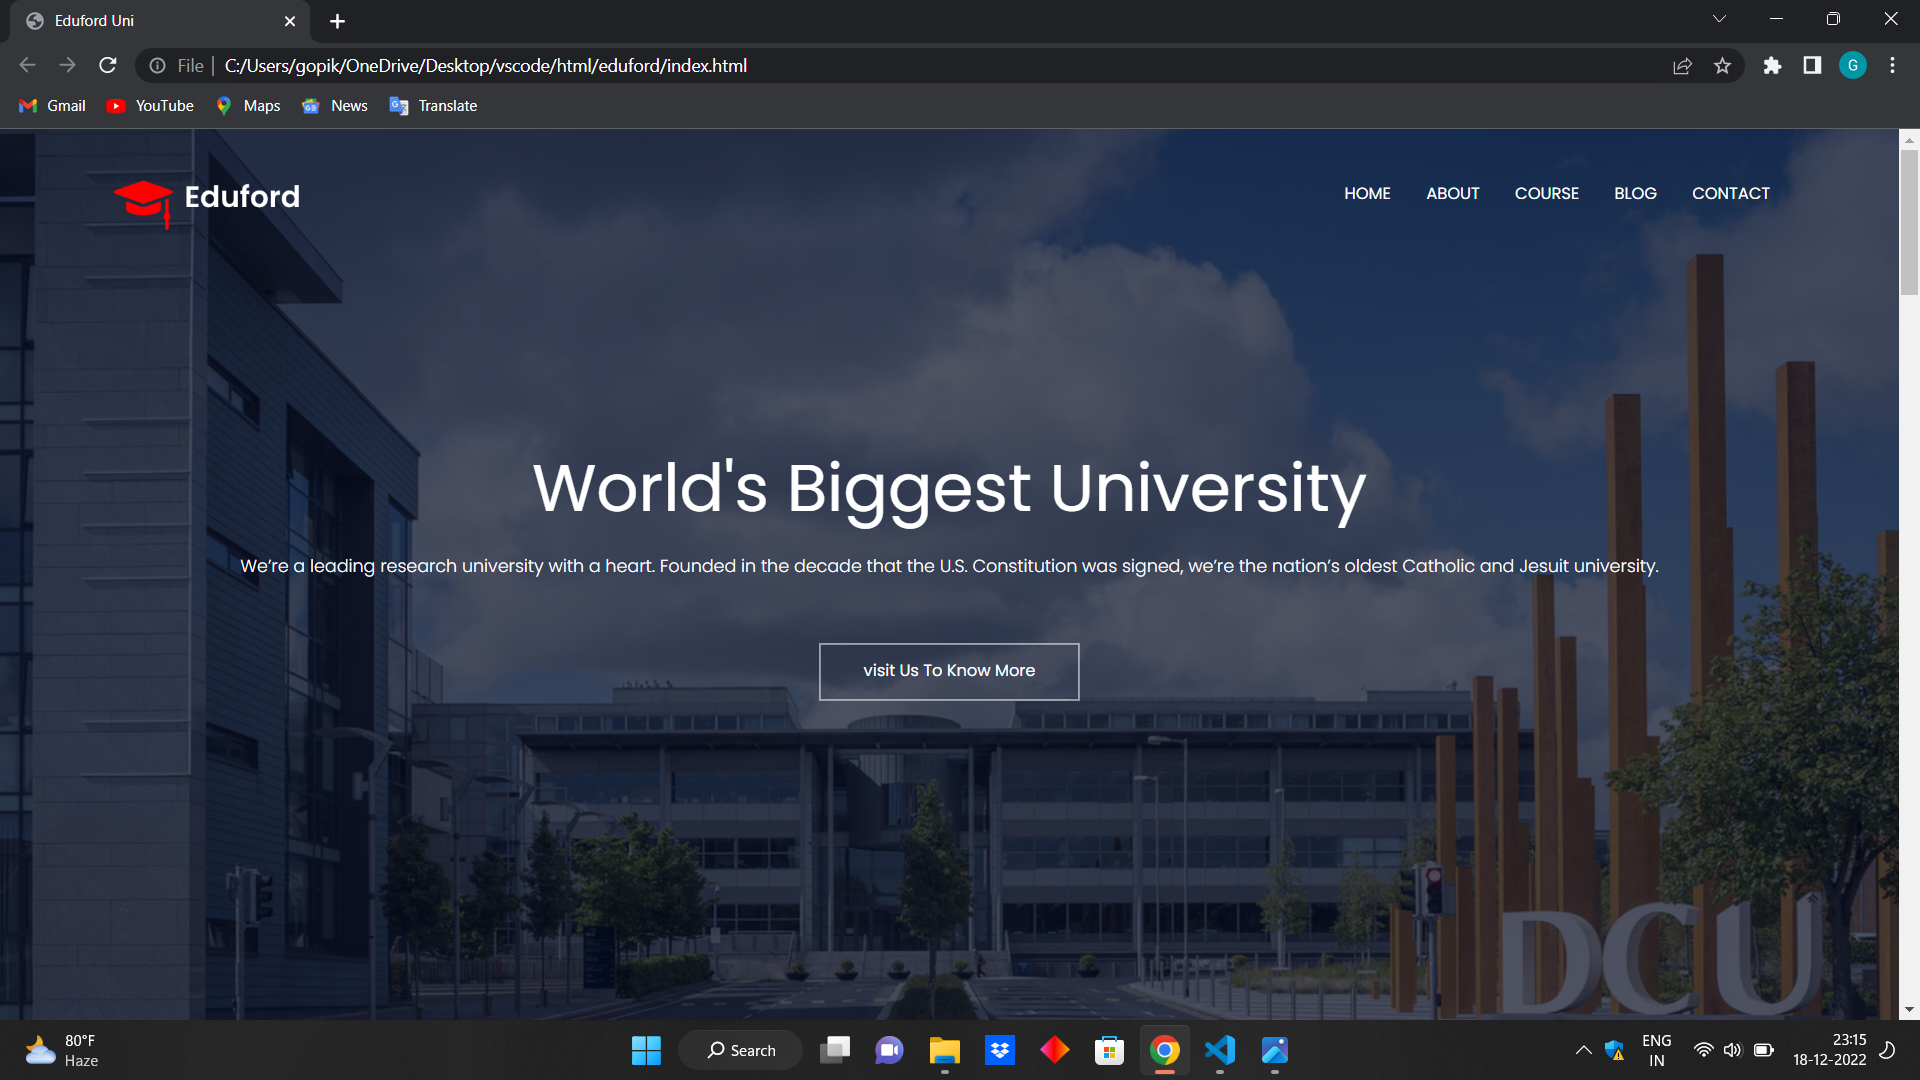 Eduford Uni
File
C:/Users/gopik/OneDrive/Desktop/vscode/html/eduford/index.html
G
Gmail
YouTube
Maps
News
Translate
Eduford
HOME
ABOUT
COURSE
BLOG
CONTACT
World's Biggest University
We’re a leading research university with a heart. Founded in the decade that the U.S. Constitution was signed, we’re the nation’s oldest Catholic and Jesuit university.
visit Us To Know More
DCU
80°F
Haze
Search
ENG
IN
23:15
18-12-2022